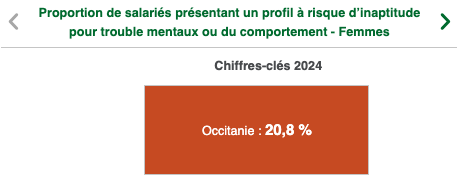 Proportion de salariés présentant un profil à risque d'inaptitude
pour trouble mentaux ou du comportement - Femmes
Chiffres-clés 2024
Occitanie : 20,8 %